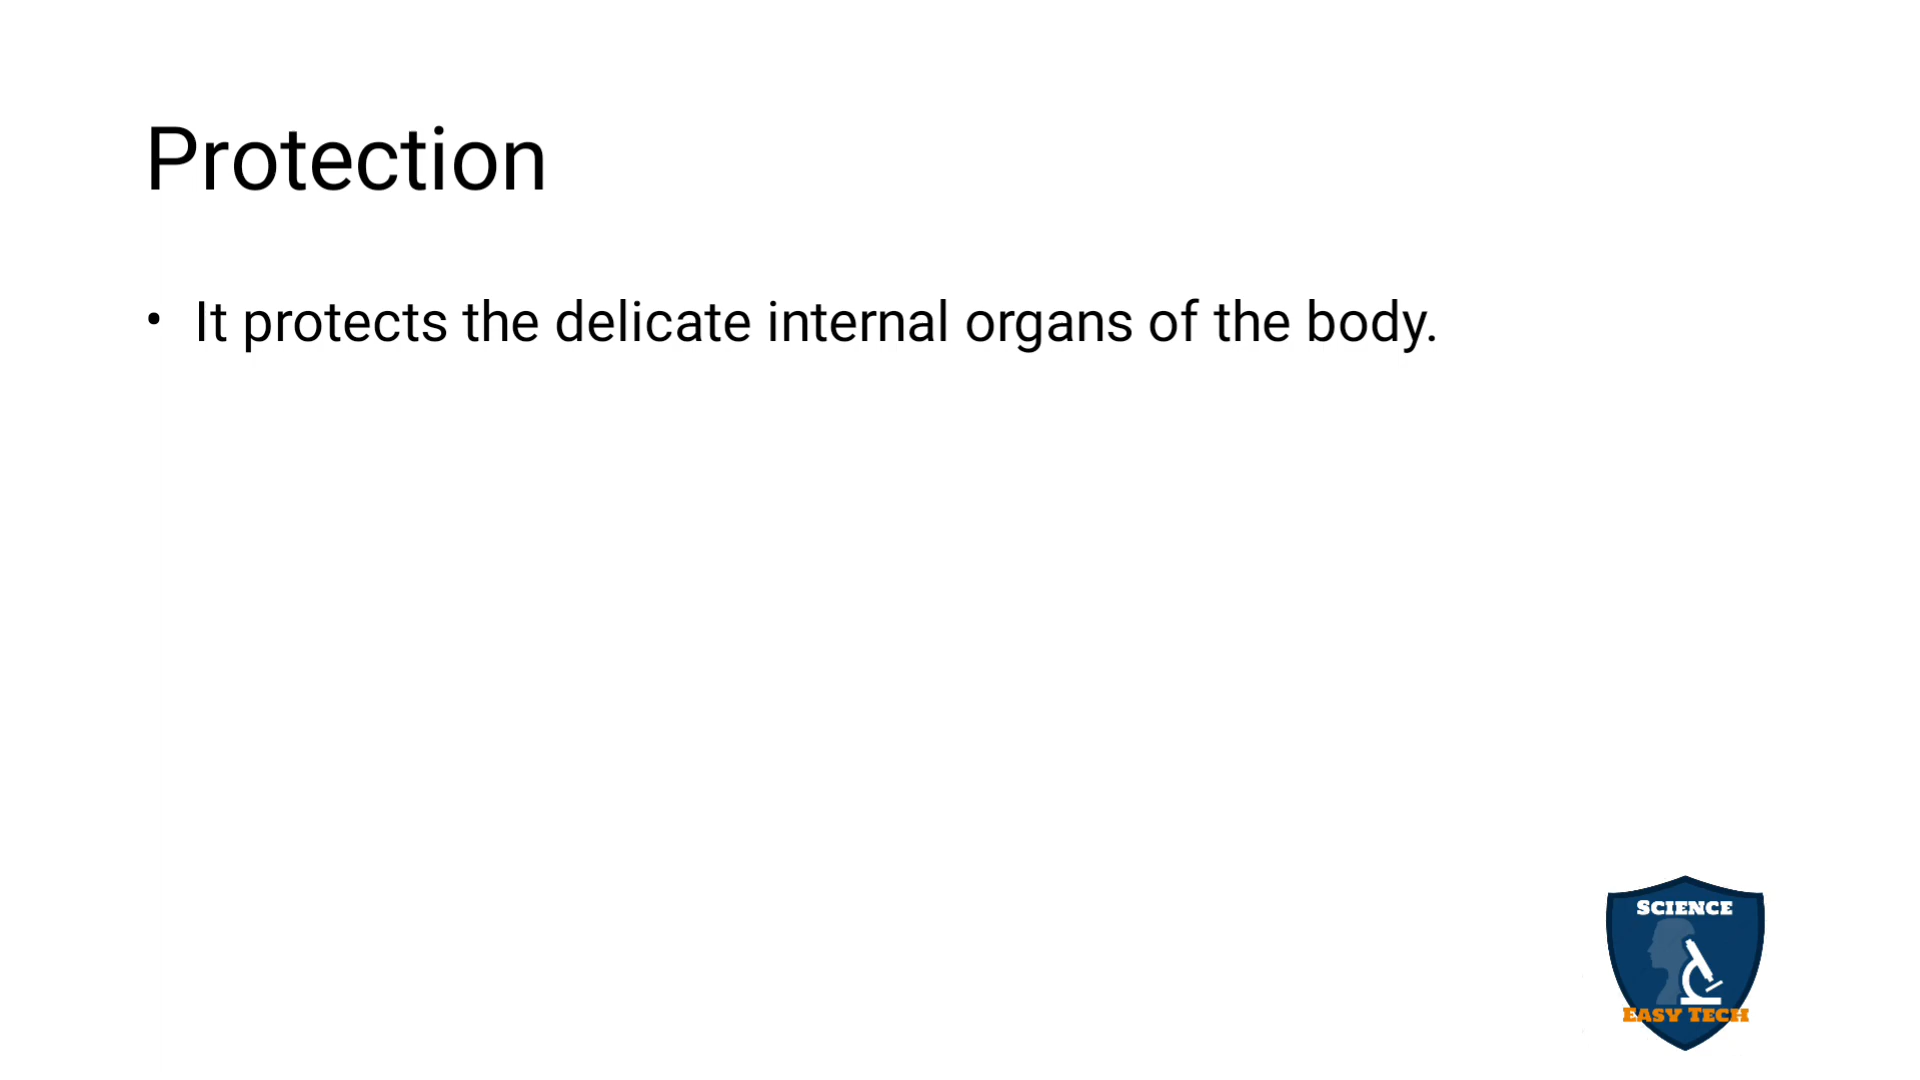 Protection
• It protects the delicate internal organs of the body.
SCIENCE
EASY TECH